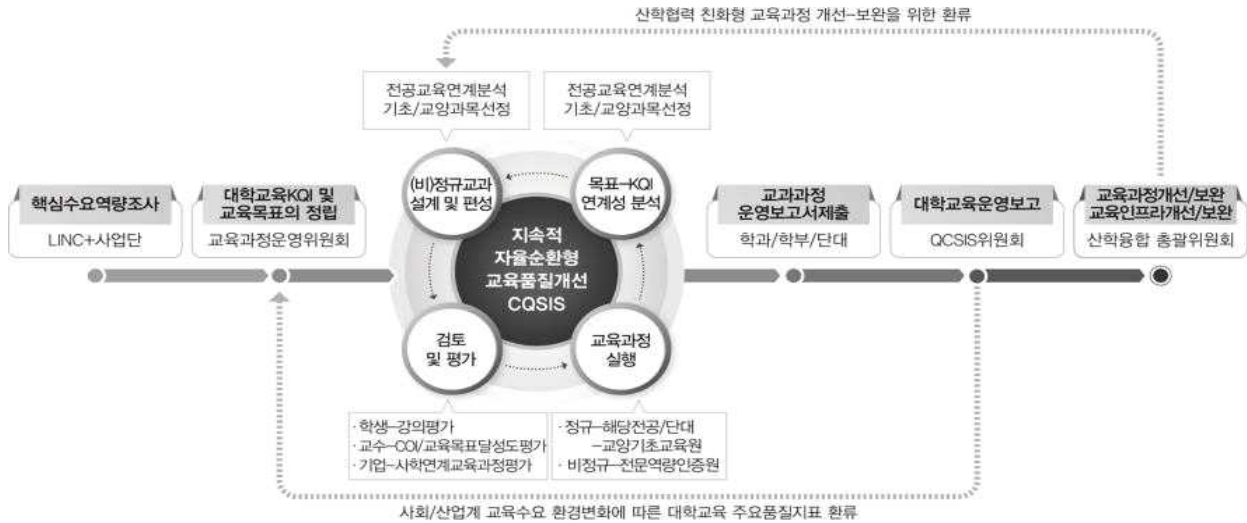 산학협력 친화형 교육과정 개선-보완을 위한 환류
전공교육연계분석
기초/교양과목선정
전공교육연계분석
기초/교양과목선정
(비)정규교과
설계 및 편성
목표-KQI
연계성 분석
핵심수요역량조사
LINC+사업단
대학교육KQI 및
교육목표의 정립
교육과정운영위원회
지속적
자율순환형
교육품질개선
CQSIS
교과과정
운영보고서제출
학과/학부/단대
대학교육운영보고
QCSIS위원회
교육과정개선/보완
교육인프라개선/보완
산학융합 총괄위원회
검토
및 평가
교육과정
실행
· 학생-강의평가
· 교수-COI/교육목표달성도평가
· 기업-사학연계교육과정평가
· 정규-해당전공/단대
-교양기초교육원
· 비정규-전문역량인증원
사회/산업계 교육수요 환경변화에 따른 대학교육 주요품질지표 환류